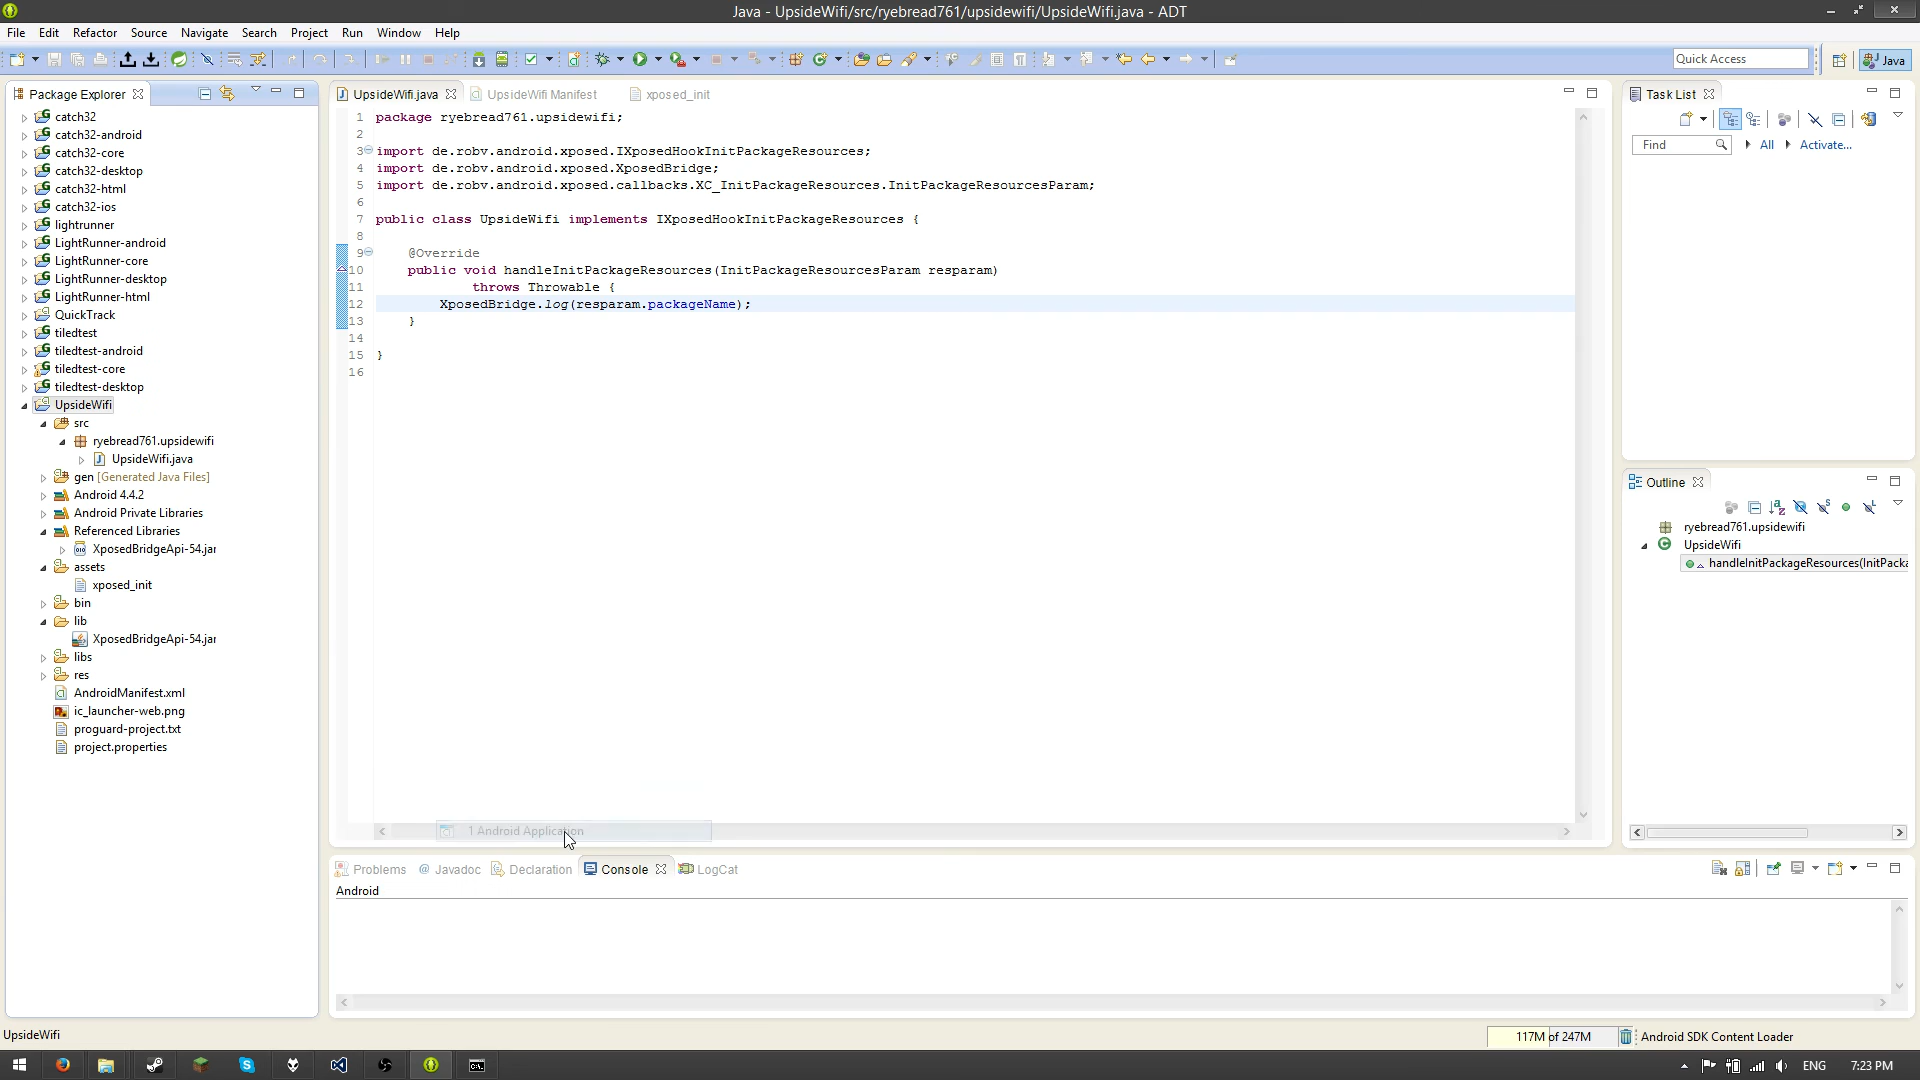 Java - UpsideWifi/src/ryebread761/upsidewifi/UpsideWifi.java - ADT
File Edit Refactor Source Navigate Search Project Run Window Help
Quick Access
Java
Package Explorer
catch32
catch32-android
catch32-core
catch32-desktop
catch32-html
catch32-ios
lightrunner
LightRunner-android
LightRunner-core
LightRunner-desktop
LightRunner-html
QuickTrack
tiledtest
tiledtest-android
tiledtest-core
tiledtest-desktop
UpsideWifi
src
ryebread761.upsidewifi
UpsideWifi.java
gen [Generated Java Files]
Android 4.4.2
Android Private Libraries
Referenced Libraries
XposedBridgeApi-54.jar
assets
xposed_init
bin
lib
XposedBridgeApi-54.jar
libs
res
AndroidManifest.xml
ic_launcher-web.png
proguard-project.txt
project.properties
UpsideWifi.java UpsideWifi Manifest xposed_init
1 package ryebread761.upsidewifi;
2
3 import de.robv.android.xposed.IXposedHookInitPackageResources;
4 import de.robv.android.xposed.XposedBridge;
5 import de.robv.android.xposed.callbacks.XC_InitPackageResources.InitPackageResourcesParam;
6
7 public class UpsideWifi implements IXposedHookInitPackageResources {
8
9 @Override
10 public void handleInitPackageResources(InitPackageResourcesParam resparam)
11 throws Throwable {
12 XposedBridge.log(resparam.packageName);
13 }
14
15 }
16
1 Android Application
Task List
Find All Activate...
Outline
ryebread761.upsidewifi
UpsideWifi
handleInitPackageResources(InitPacka
Problems Javadoc Declaration Console LogCat
Android
UpsideWifi
117M of 247M Android SDK Content Loader
ENG 7:23 PM